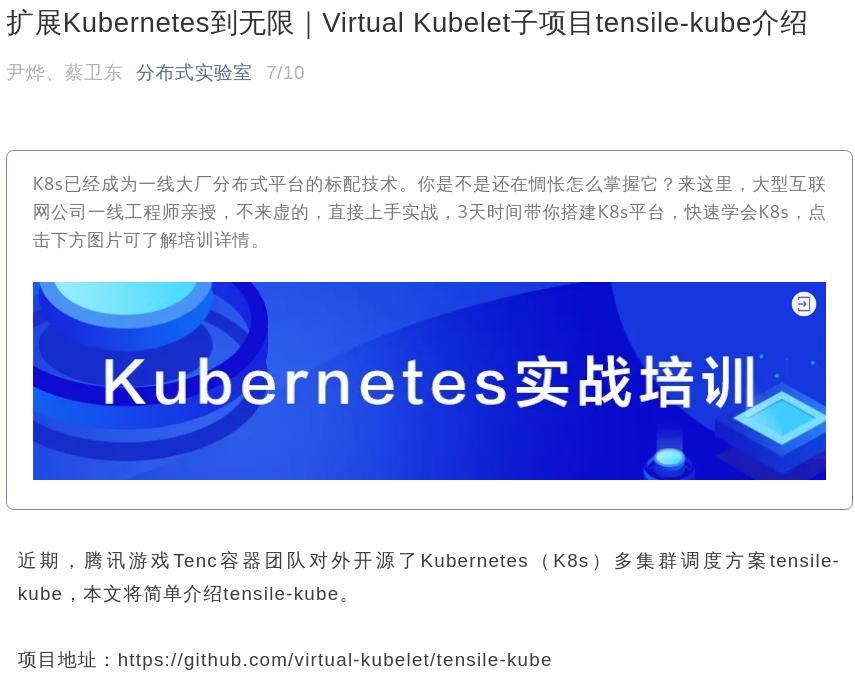 扩展Kubernetes到无限｜Virtual Kubelet子项目tensile-kube介绍
尹烨、蔡卫东 分布式实验室 7/10
K8s已经成为一线大厂分布式平台的标配技术。你是不是还在惆怅怎么掌握它？来这里，大型互联
网公司一线工程师亲授，不来虚的，直接上手实战，3天时间带你搭建K8s平台，快速学会K8s，点
击下方图片可了解培训详情。
Kubernetes实战培训
近期，腾讯游戏Tenc容器团队对外开源了Kubernetes（K8s）多集群调度方案tensile-
kube，本文将简单介绍tensile-kube。
项目地址：https://github.com/virtual-kubelet/tensile-kube